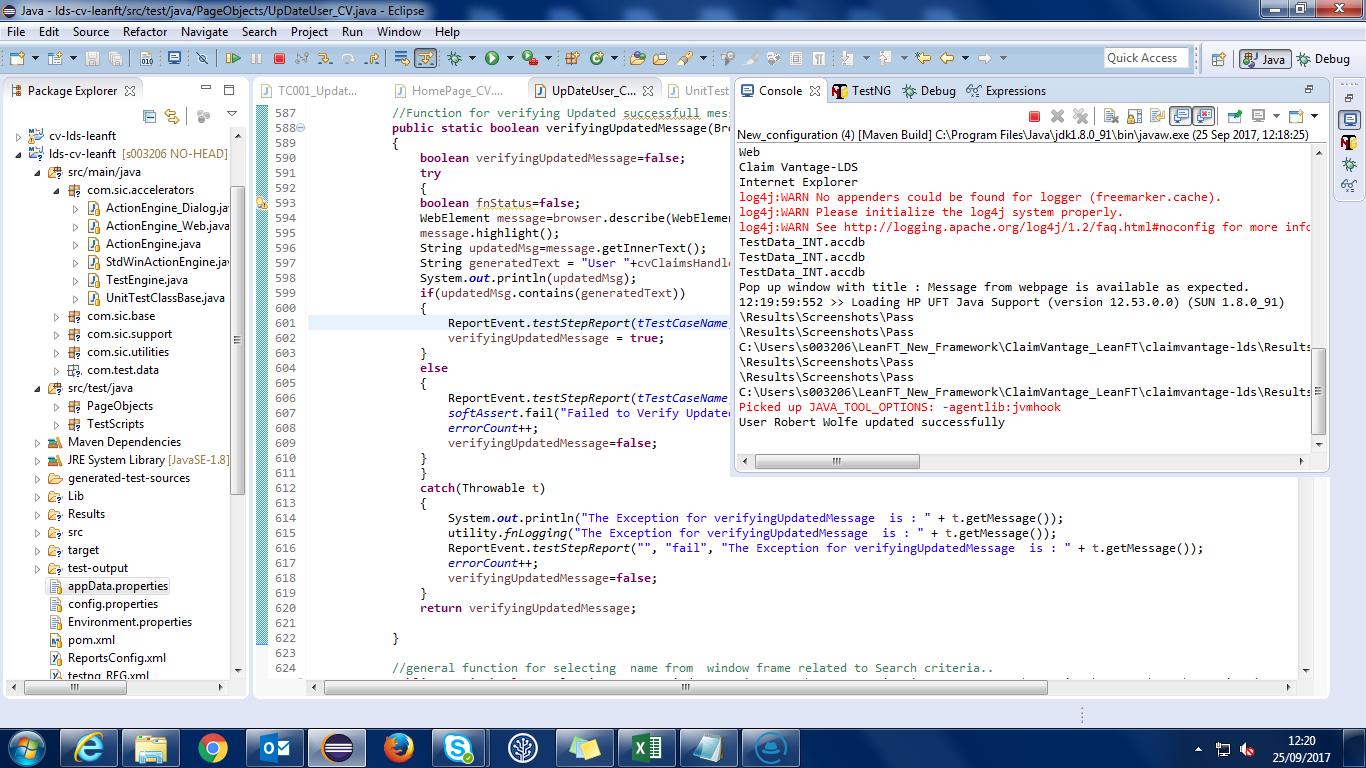 Java - lds-cv-leanft/src/test/java/PageObjects/UpDateUser_CV.java - Eclipse
File Edit Source Refactor Navigate Search Project Run Window Help
Quick Access
Java
Debug
Package Explorer
cv-lds-leanft
lds-cv-leanft [s003206 NO-HEAD]
src/main/java
com.sic.accelerators
ActionEngine_Dialog.ja
ActionEngine_Web.java
ActionEngine.java
StdWinActionEngine.ja
TestEngine.java
UnitTestClassBase.java
com.sic.base
com.sic.support
com.sic.utilities
com.test.data
src/test/java
PageObjects
TestScripts
Maven Dependencies
JRE System Library [JavaSE-1.8]
generated-test-sources
Lib
Results
src
target
test-output
appData.properties
config.properties
Environment.properties
pom.xml
ReportsConfig.xml
testng_REG.xml
TC001_Updat...
HomePage_CV....
UpDateUser_C...
UnitTest
587 //Function for verifying Updated successfull mes
588 public static boolean verifyingUpdatedMessage(Bro
589 {
590 boolean verifyingUpdatedMessage=false;
591 try
592 {
593 boolean fnStatus=false;
594 WebElement message=browser.describe(WebElemen
595 message.highlight();
596 String updatedMsg=message.getInnerText();
597 String generatedText = "User "+cvClaimsHandle
598 System.out.println(updatedMsg);
599 if(updatedMsg.contains(generatedText))
600 {
601 ReportEvent.testStepReport(tTestCaseName,
602 verifyingUpdatedMessage = true;
603 }
604 else
605 {
606 ReportEvent.testStepReport(tTestCaseName
607 softAssert.fail("Failed to Verify Update
608 errorCount++;
609 verifyingUpdatedMessage=false;
610 }
611 }
612 catch(Throwable t)
613 {
614 System.out.println("The Exception for verifyingUpdatedMessage  is : " + t.getMessage());
615 utility.fnLogging("The Exception for verifyingUpdatedMessage  is : " + t.getMessage());
616 ReportEvent.testStepReport("", "fail", "The Exception for verifyingUpdatedMessage  is : " + t.getMessage());
617 errorCount++;
618 verifyingUpdatedMessage=false;
619 }
620 return verifyingUpdatedMessage;
621
622 }
623
624 //general function for selecting  name from  window frame related to Search criteria..
Console
TestNG
Debug
Expressions
New_configuration (4) [Maven Build] C:\Program Files\Java\jdk1.8.0_91\bin\javaw.exe (25 Sep 2017, 12:18:25)
Web
Claim Vantage-LDS
Internet Explorer
log4j:WARN No appenders could be found for logger (freemarker.cache).
log4j:WARN Please initialize the log4j system properly.
log4j:WARN See http://logging.apache.org/log4j/1.2/faq.html#noconfig for more info
TestData_INT.accdb
TestData_INT.accdb
TestData_INT.accdb
Pop up window with title : Message from webpage is available as expected.
12:19:59:552 >> Loading HP UFT Java Support (version 12.53.0.0) (SUN 1.8.0_91)
\Results\Screenshots\Pass
\Results\Screenshots\Pass
C:\Users\s003206\LeanFT_New_Framework\ClaimVantage_LeanFT\claimvantage-lds\Results
\Results\Screenshots\Pass
\Results\Screenshots\Pass
C:\Users\s003206\LeanFT_New_Framework\ClaimVantage_LeanFT\claimvantage-lds\Results
Picked up JAVA_TOOL_OPTIONS: -agentlib:jvmhook
User Robert Wolfe updated successfully
12:20
25/09/2017